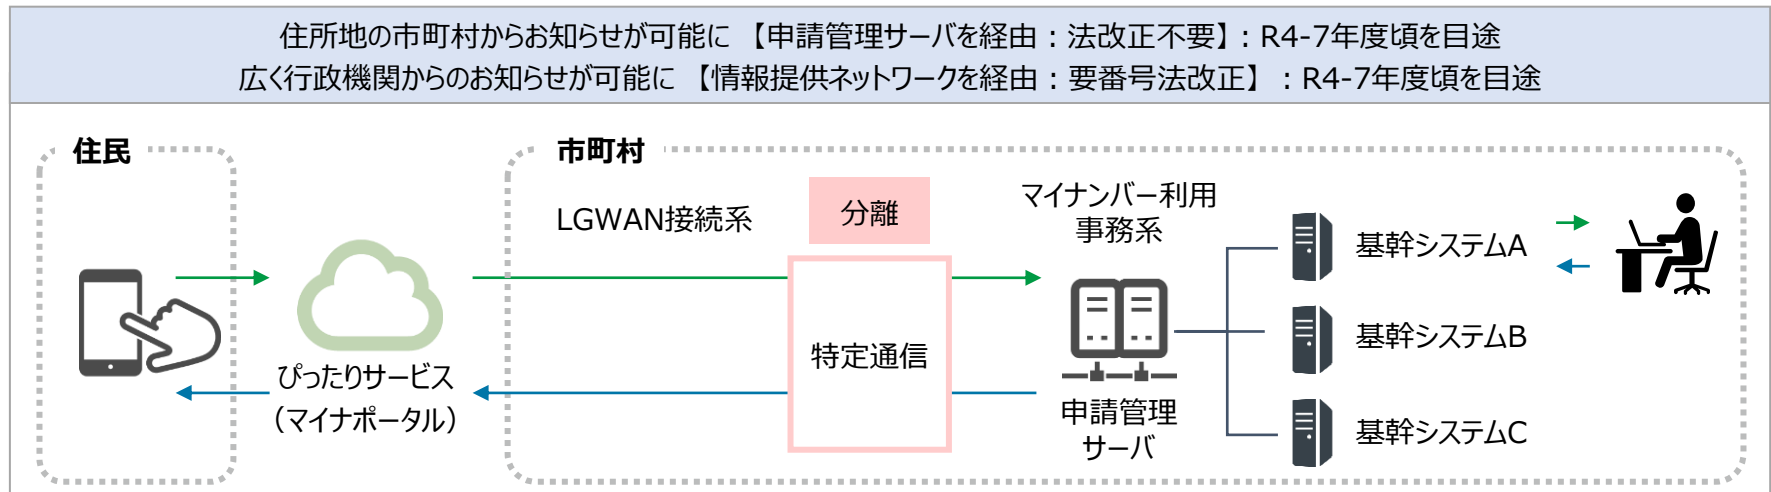 住所地の市町村からお知らせが可能に 【申請管理サーバを経由：法改正不要】：R4-7年度頃を目途
広く行政機関からのお知らせが可能に 【情報提供ネットワークを経由：要番号法改正】 ：R4-7年度頃を目途
住民
市町村
LGWAN接続系
分離
マイナンバー利用
事務系
基幹システムA
特定通信
基幹システムB
ぴったりサービス
（マイナポータル）
申請管理
サーバ
基幹システムC